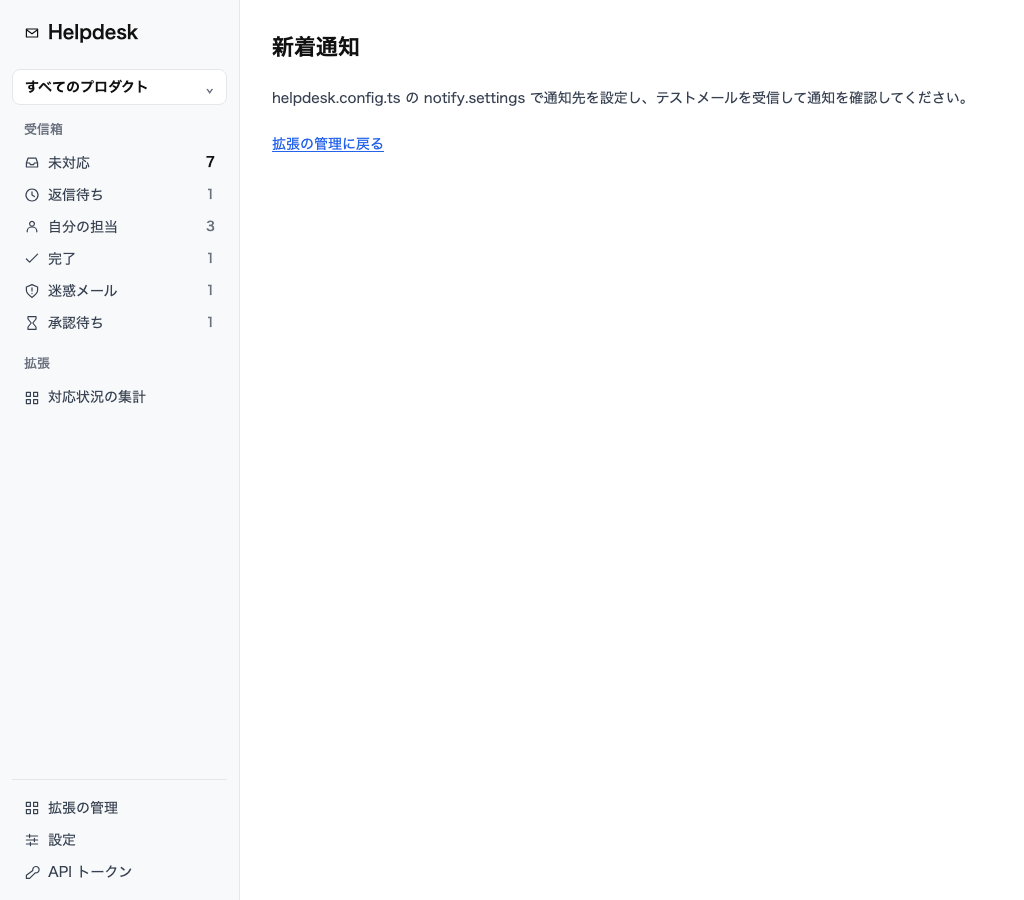 Helpdesk
すべてのプロダクト
受信箱
未対応 7
返信待ち 1
自分の担当 3
完了 1
迷惑メール 1
承認待ち 1
拡張
対応状況の集計
拡張の管理
設定
API トークン
新着通知
helpdesk.config.ts の notify.settings で通知先を設定し、テストメールを受信して通知を確認してください。
拡張の管理に戻る